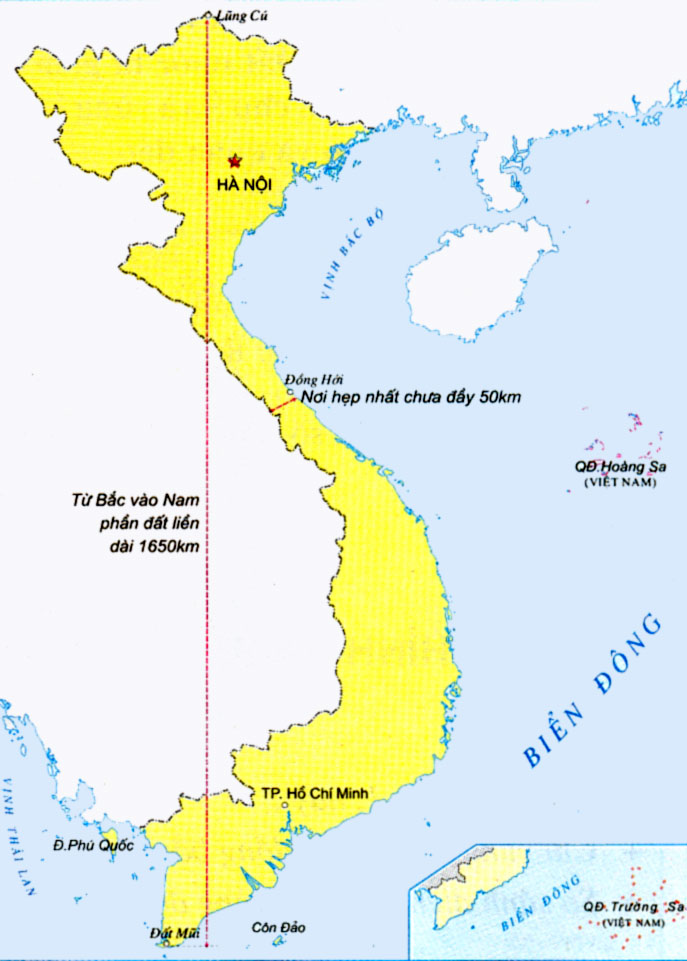 Lũng Cú
HÀ NỘI
VỊNH BẮC BỘ
Đồng Hới
Nơi hẹp nhất chưa đầy 50km
QĐ.Hoàng Sa
(VIỆT NAM)
Từ Bắc vào Nam
phần đất liền
dài 1650km
BIỂN ĐÔNG
TP. Hồ Chí Minh
VỊNH THÁI LAN
Đ.Phú Quốc
BIỂN ĐÔNG
QĐ. Trường Sa
(VIỆT NAM)
Đất Mũi
Côn Đảo